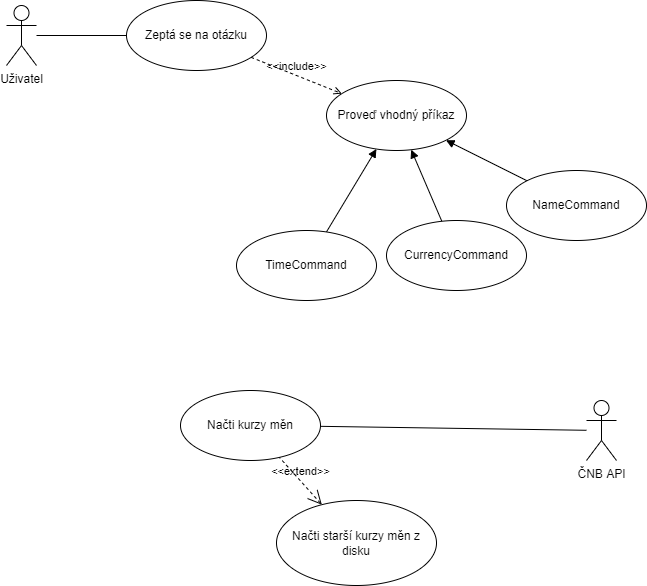 Zeptá se na otázku
Uživatel
<<include>>
Proveď vhodný příkaz
NameCommand
CurrencyCommand
TimeCommand
Načti kurzy měn
ČNB API
<<extend>>
Načti starší kurzy měn z
disku